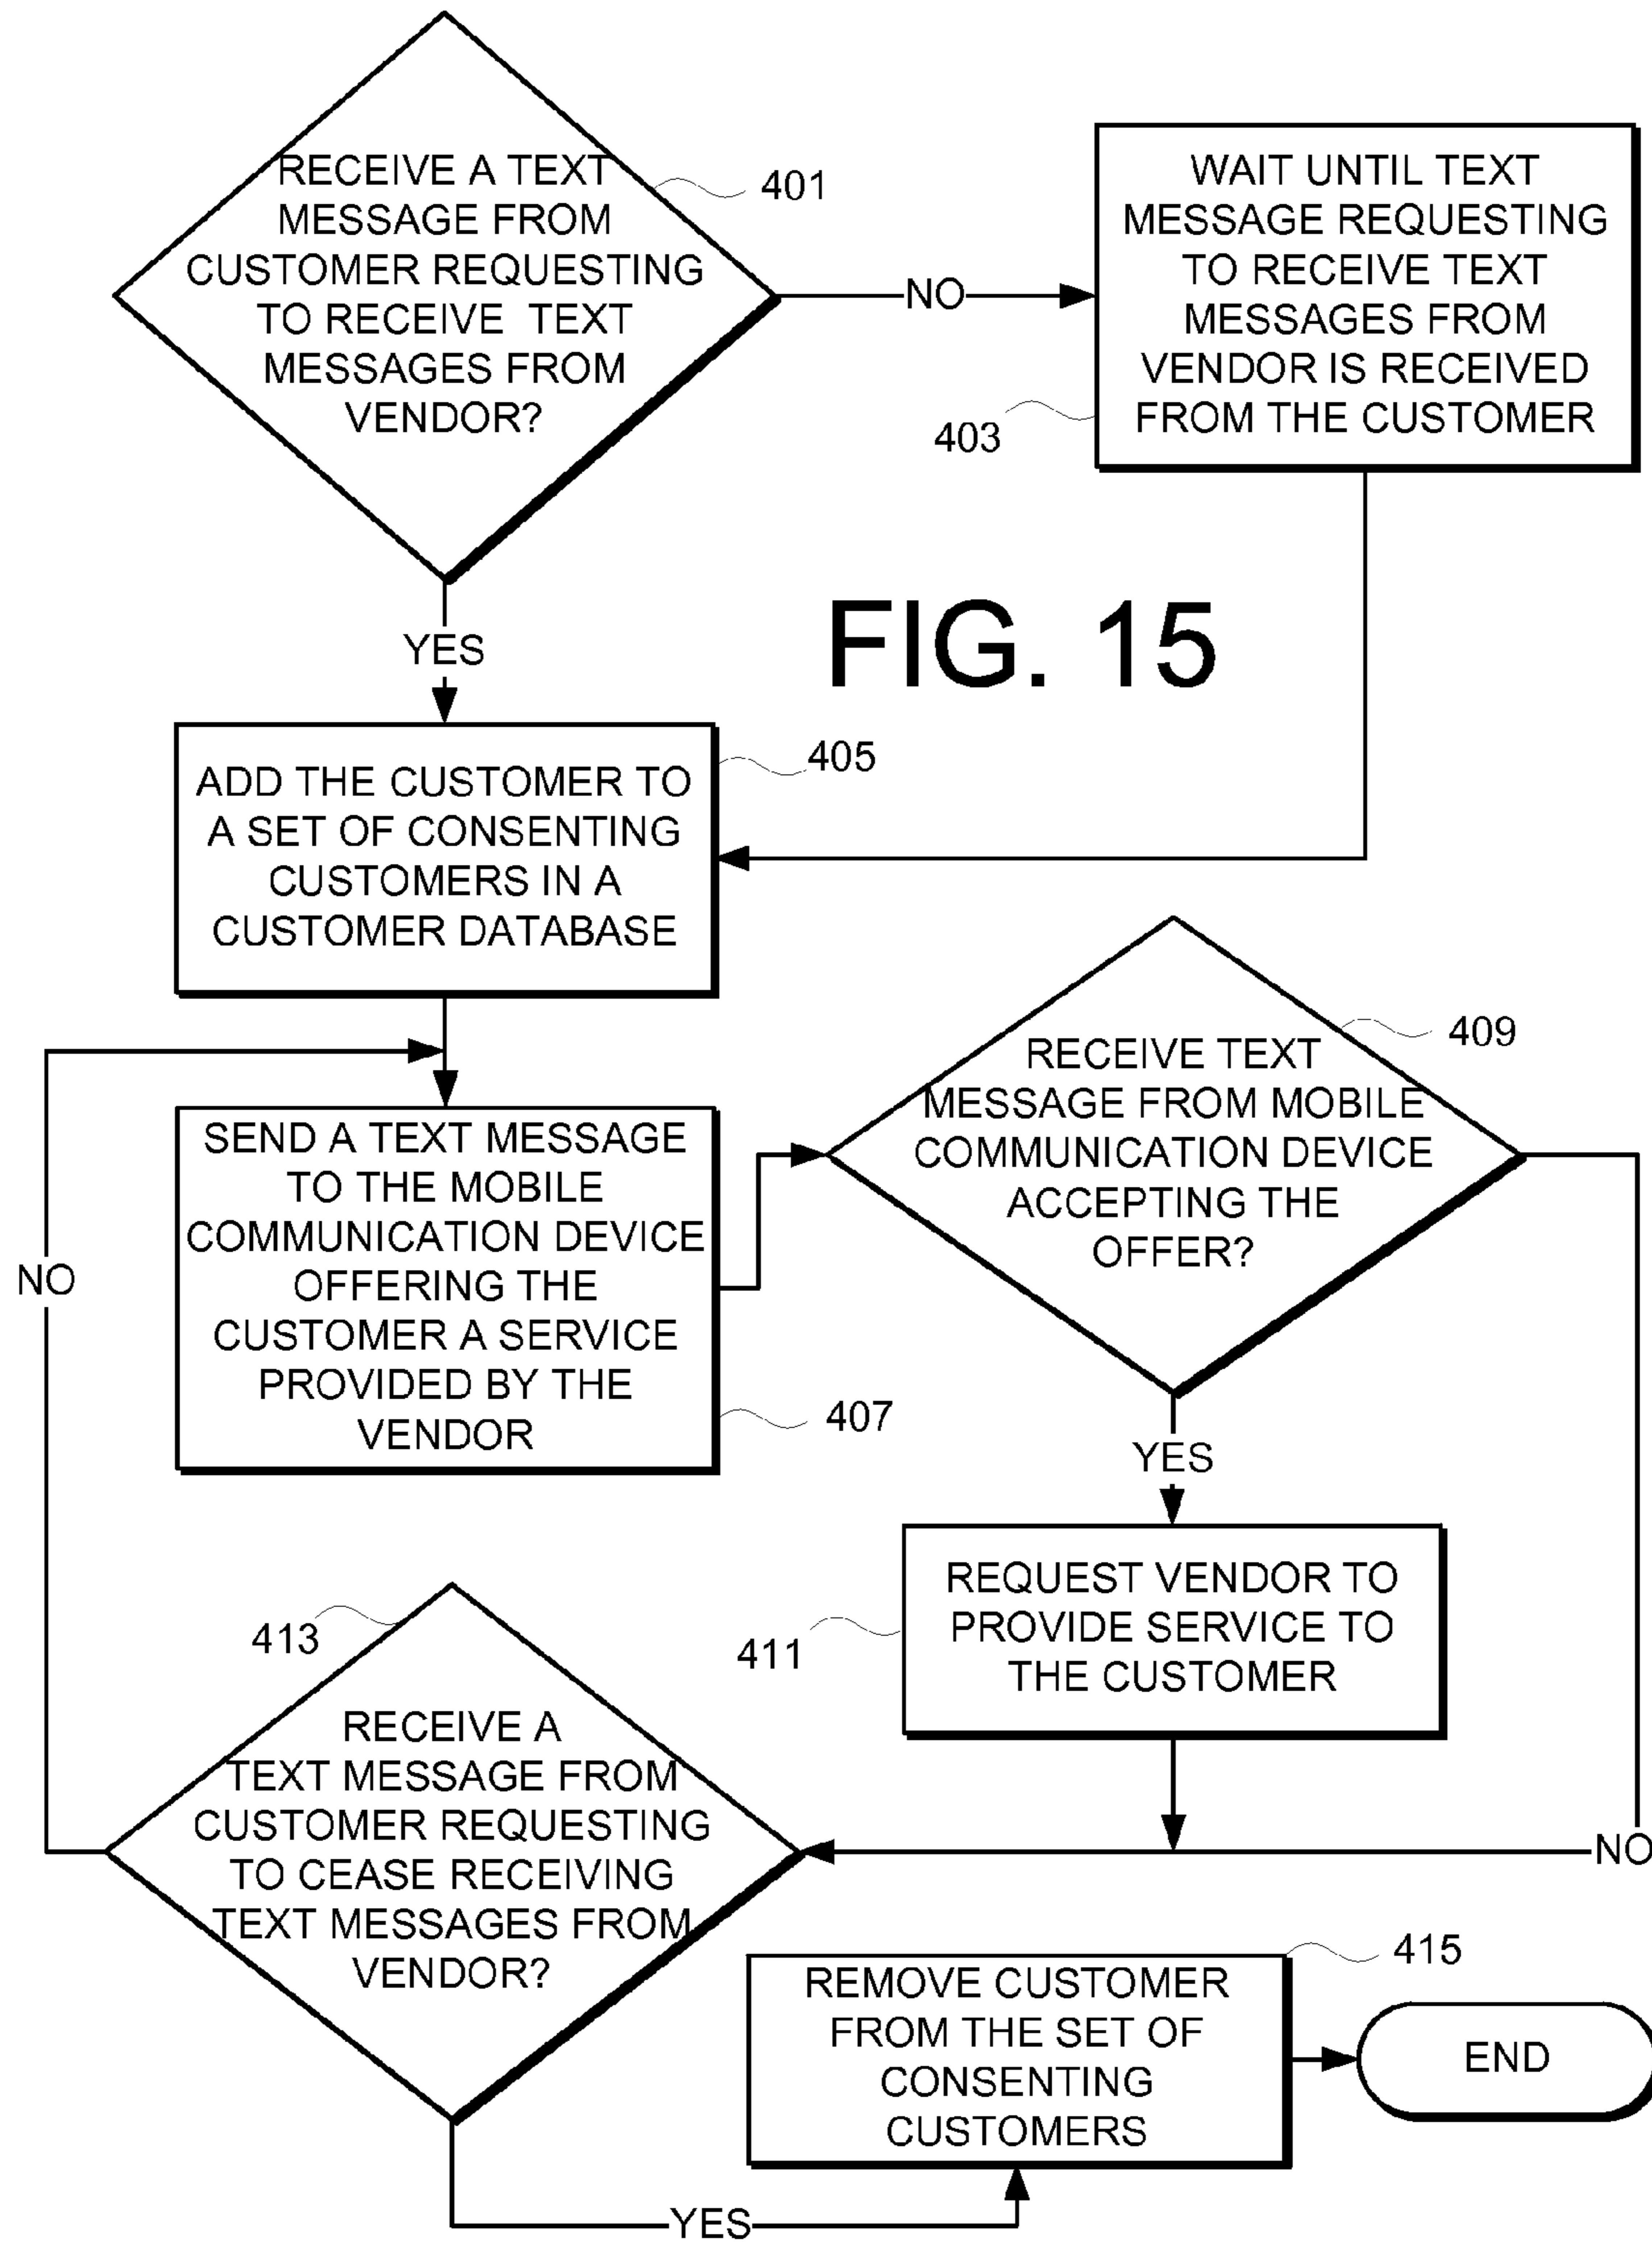 RECEIVE A TEXT
MESSAGE FROM
CUSTOMER REQUESTING
TO RECEIVE TEXT
MESSAGES FROM
VENDOR?
401
NO
WAIT UNTIL TEXT
MESSAGE REQUESTING
TO RECEIVE TEXT
MESSAGES FROM
VENDOR IS RECEIVED
FROM THE CUSTOMER
403
YES
FIG. 15
ADD THE CUSTOMER TO
A SET OF CONSENTING
CUSTOMERS IN A
CUSTOMER DATABASE
405
SEND A TEXT MESSAGE
TO THE MOBILE
COMMUNICATION DEVICE
OFFERING THE
CUSTOMER A SERVICE
PROVIDED BY THE
VENDOR
407
RECEIVE TEXT
MESSAGE FROM MOBILE
COMMUNICATION DEVICE
ACCEPTING THE
OFFER?
409
NO
YES
REQUEST VENDOR TO
PROVIDE SERVICE TO
THE CUSTOMER
411
NO
RECEIVE A
TEXT MESSAGE FROM
CUSTOMER REQUESTING
TO CEASE RECEIVING
TEXT MESSAGES FROM
VENDOR?
413
REMOVE CUSTOMER
FROM THE SET OF
CONSENTING
CUSTOMERS
415
END
YES